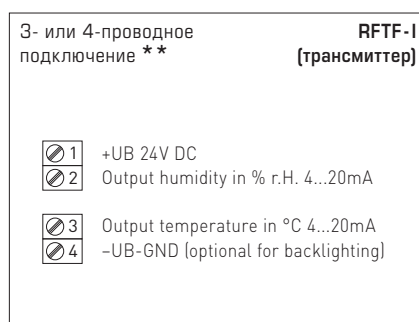 3- или 4-проводное RFTF-I
подключение ** (трансмиттер)
1 +UB 24V DC
2 Output humidity in % r.H. 4...20mA
3 Output temperature in °C 4...20mA
4 –UB-GND (optional for backlighting)